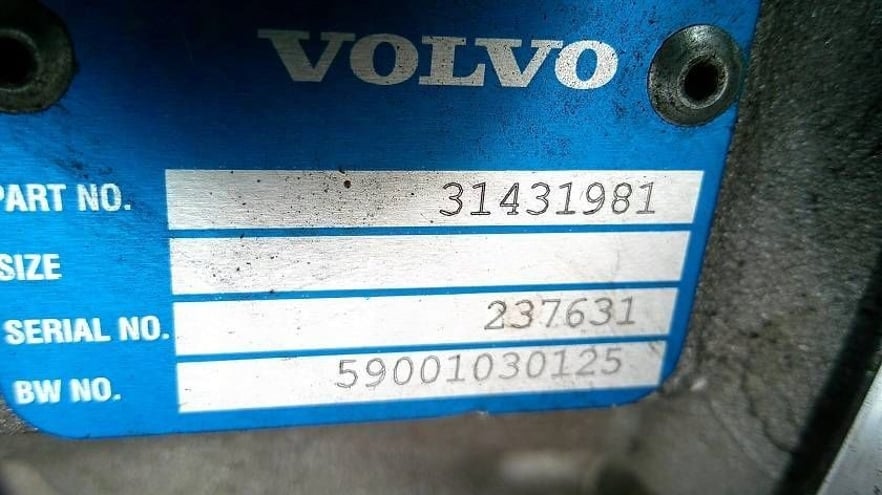 VOLVO
PART NO. 31431981
SIZE
SERIAL NO. 237631
BW NO. 59001030125